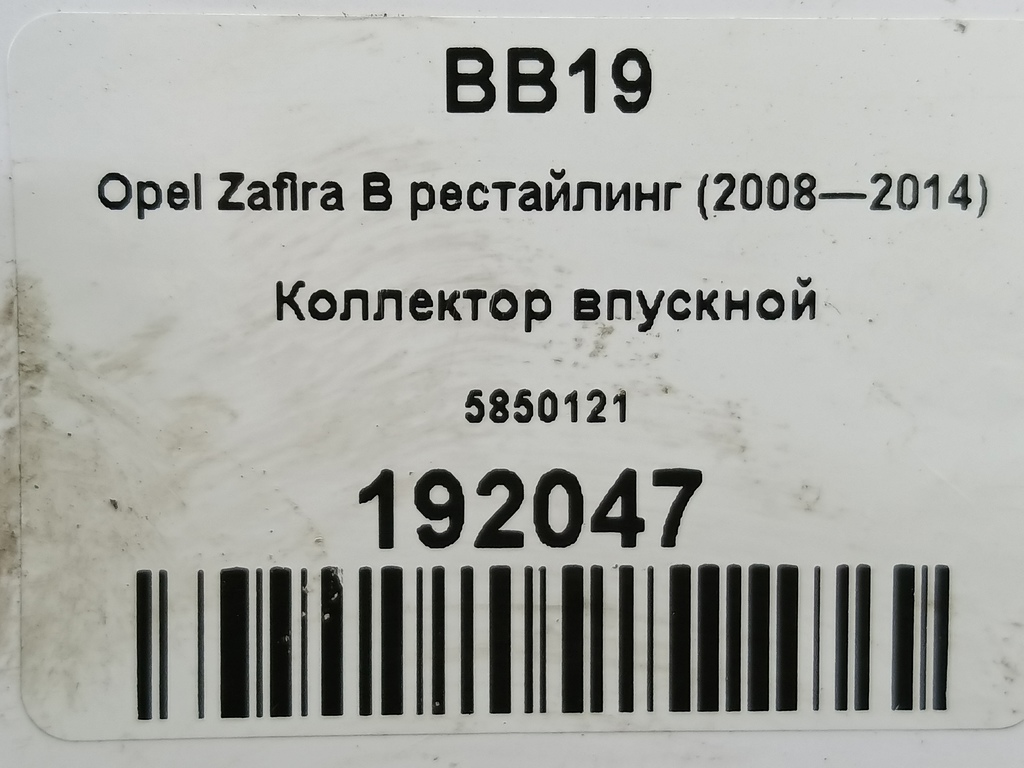 BB19
Opel Zafira B рестайлинг (2008—2014)
Коллектор впускной
5850121
192047